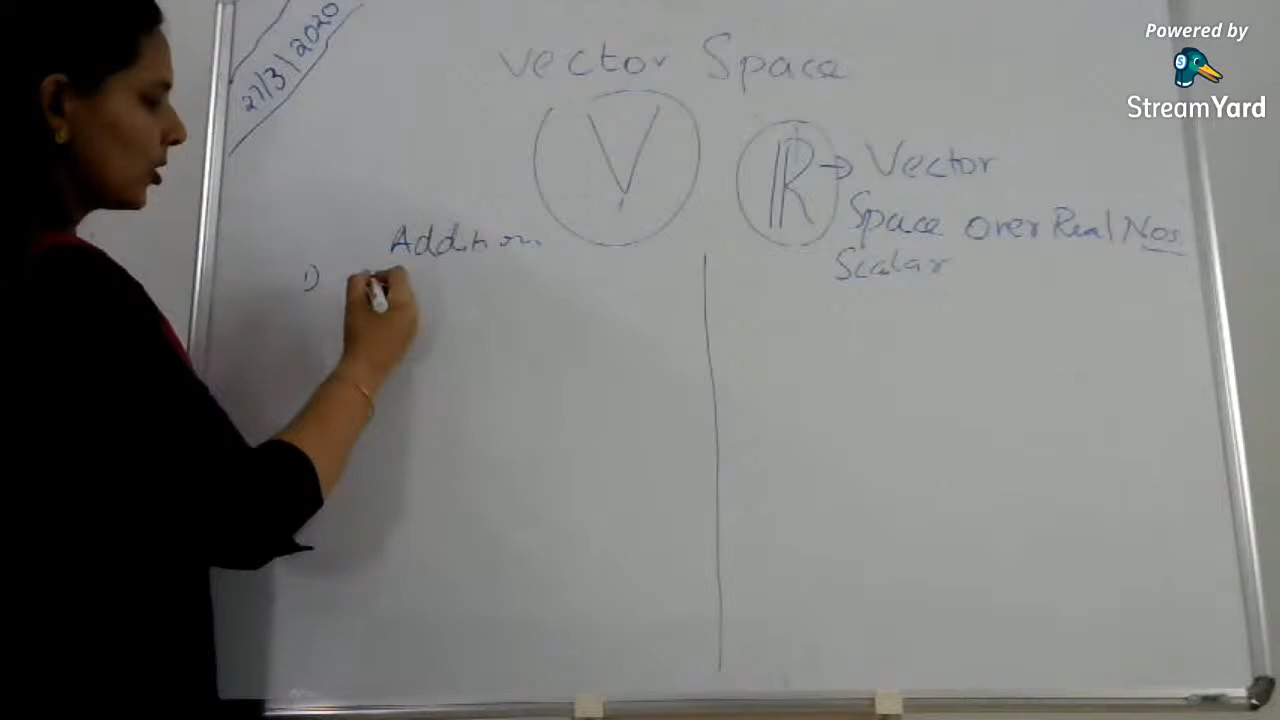 27/3/2020
Vector Space
V
ℝ → Vector
Space over Real Nos.
Scalar
Addition
1)
Powered by
StreamYard